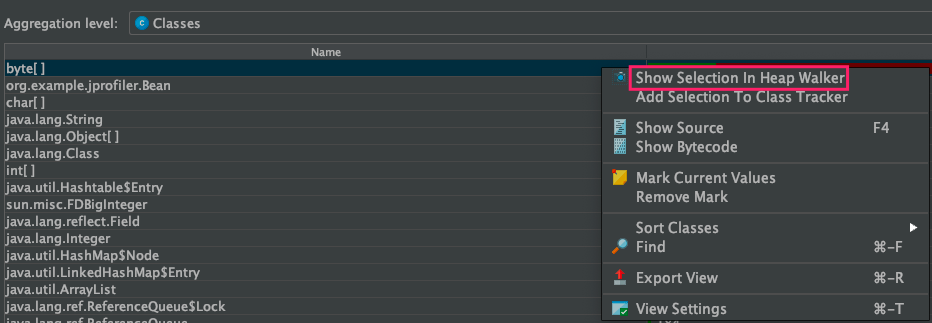 Aggregation level: C Classes
Name
byte[ ]
org.example.jprofiler.Bean
char[ ]
java.lang.String
java.lang.Object[ ]
java.lang.Class
int[ ]
java.util.Hashtable$Entry
sun.misc.FDBigInteger
java.lang.reflect.Field
java.lang.Integer
java.util.HashMap$Node
java.util.LinkedHashMap$Entry
java.util.ArrayList
java.lang.ref.ReferenceQueue$Lock
java.lang.ref.ReferenceQueue
Show Selection In Heap Walker
Add Selection To Class Tracker
Show Source F4
Show Bytecode
Mark Current Values
Remove Mark
Sort Classes
Find ⌘-F
Export View ⌘-R
View Settings ⌘-T